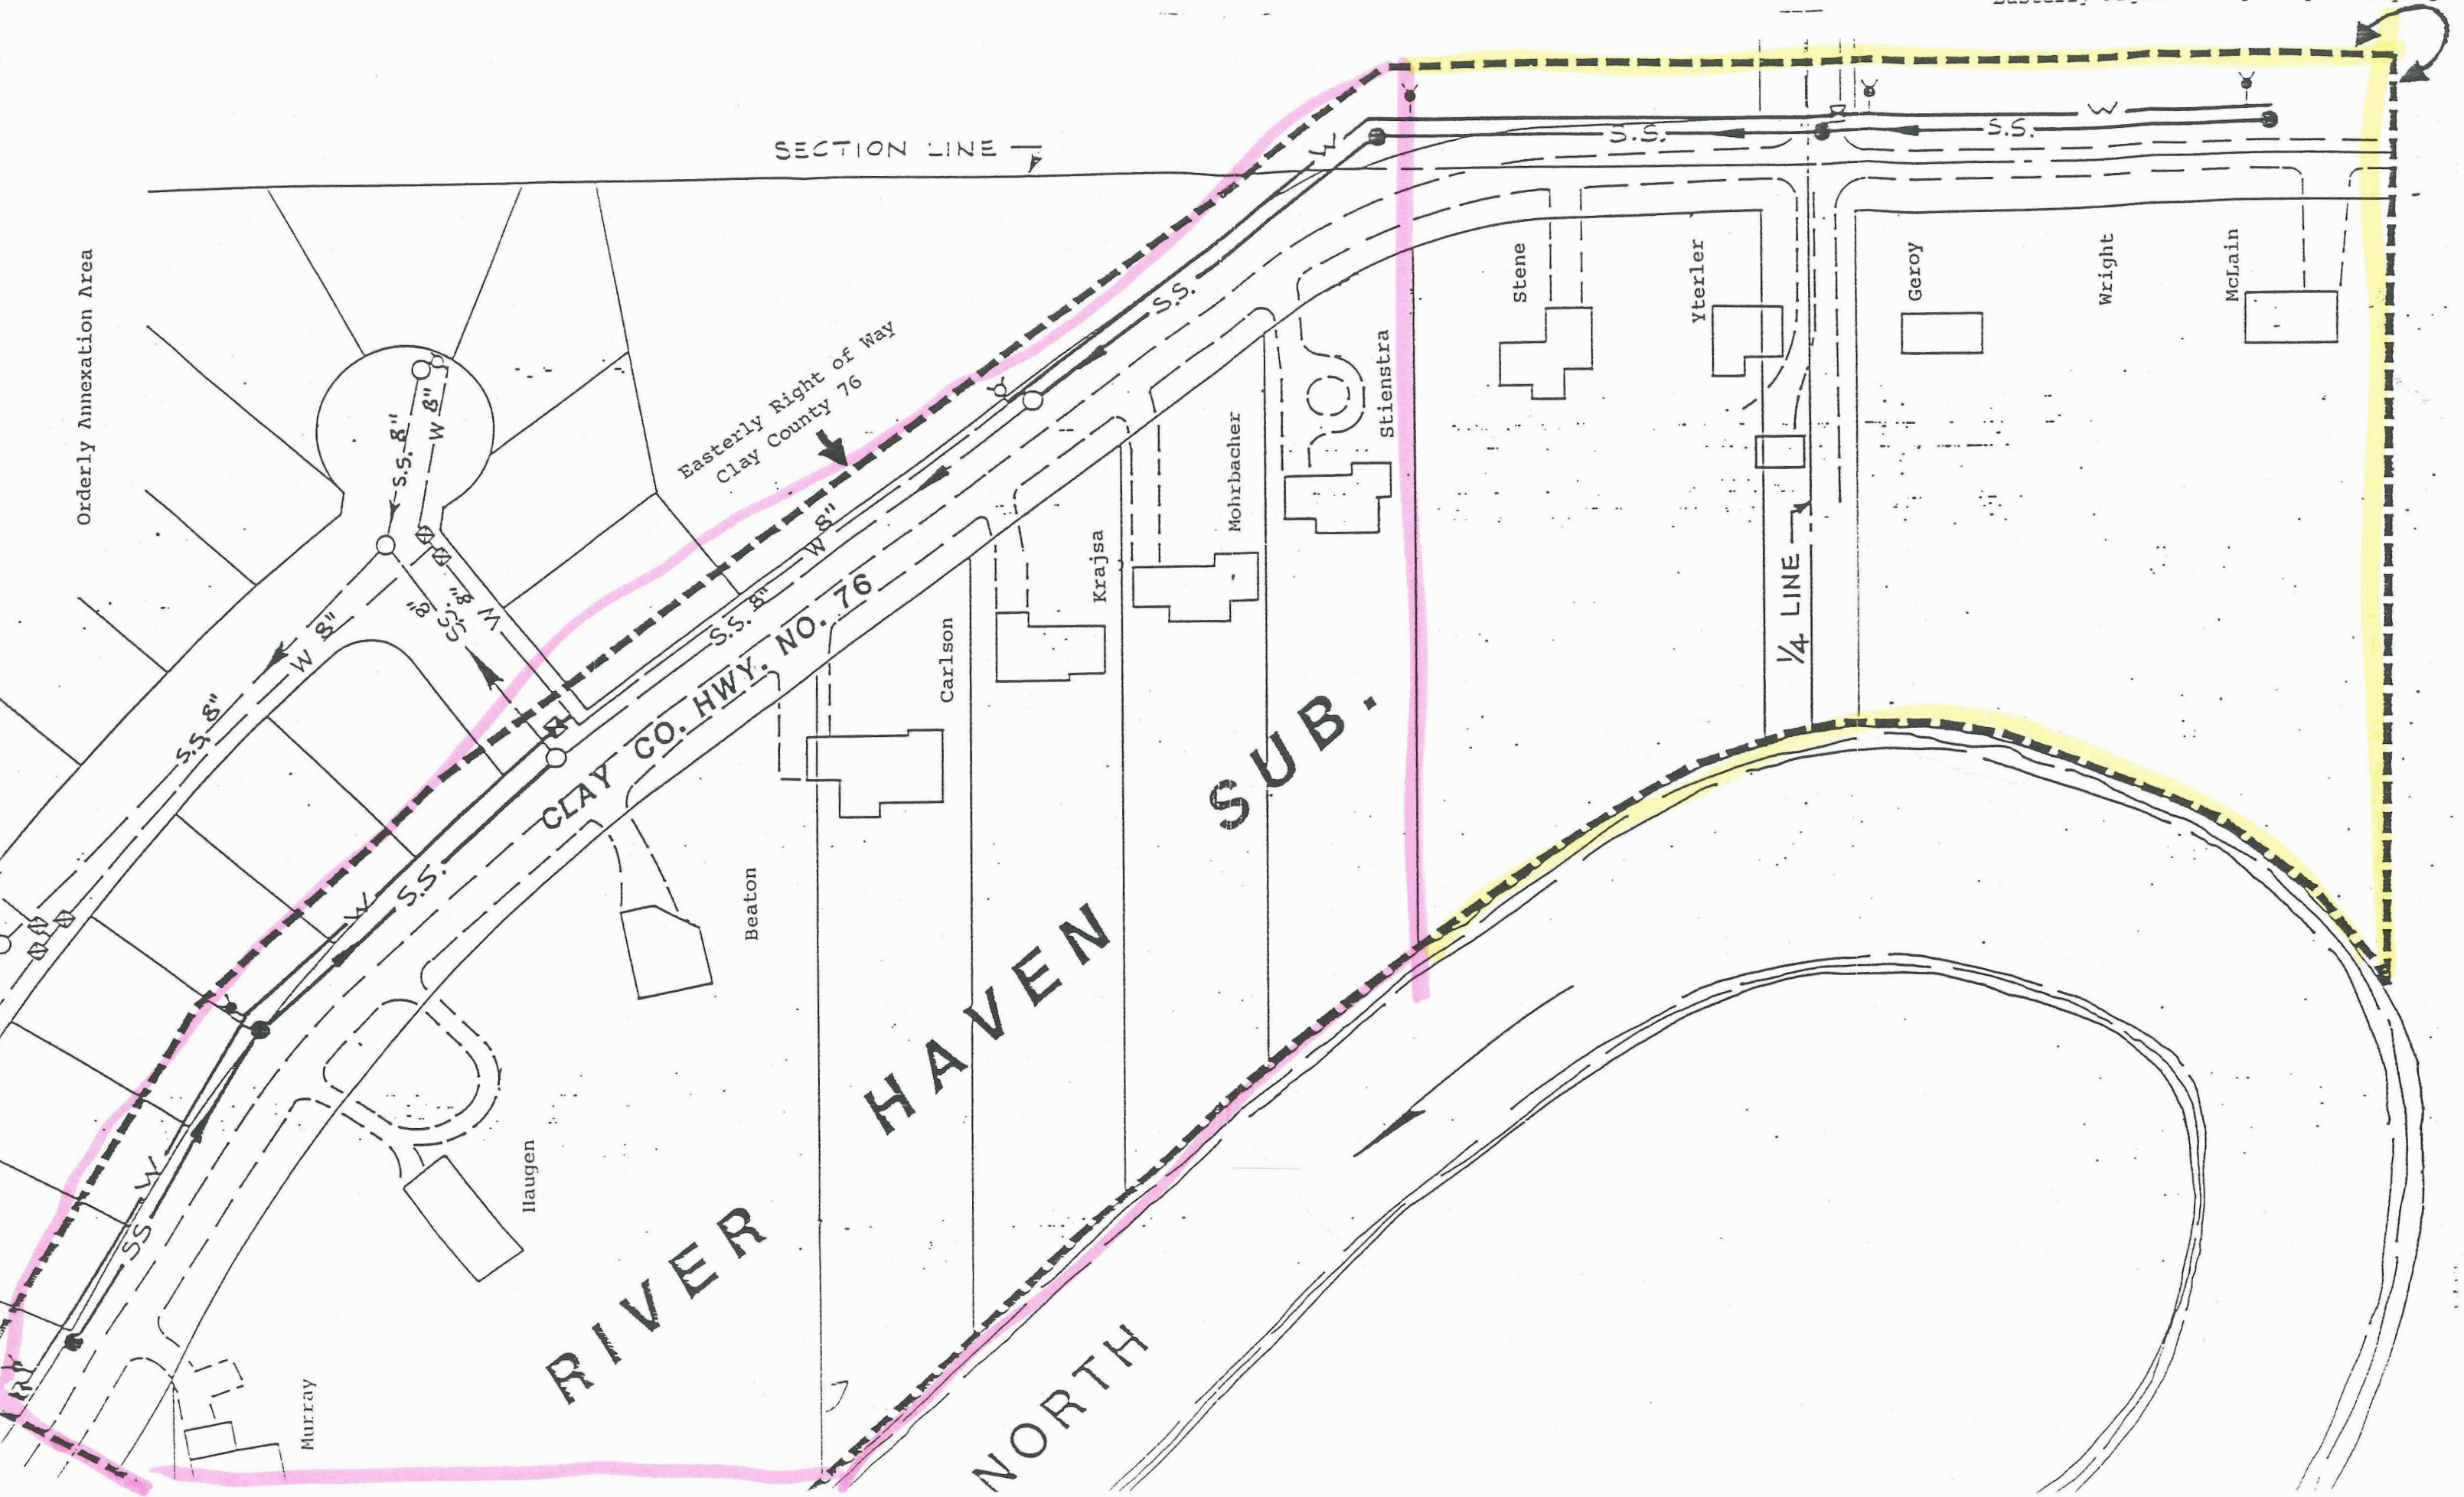 SECTION LINE
W
S.S.
S.S.
W
Orderly Annexation Area
Easterly Right of Way
Clay County 76
S.S. 8"
W 8"
W
S.S.
Stene
Yterler
Geroy
Wright
McLain
Stienstra
Mohrbacher
Krajsa
Carlson
W 8"
S.S. 8"
CLAY CO. HWY. NO. 76
S.S. 8"
W
W 8"
S.S. 8"
1/4 LINE
Beaton
W
S.S.
RIVER HAVEN SUB.
Haugen
W
SS
Murray
NORTH